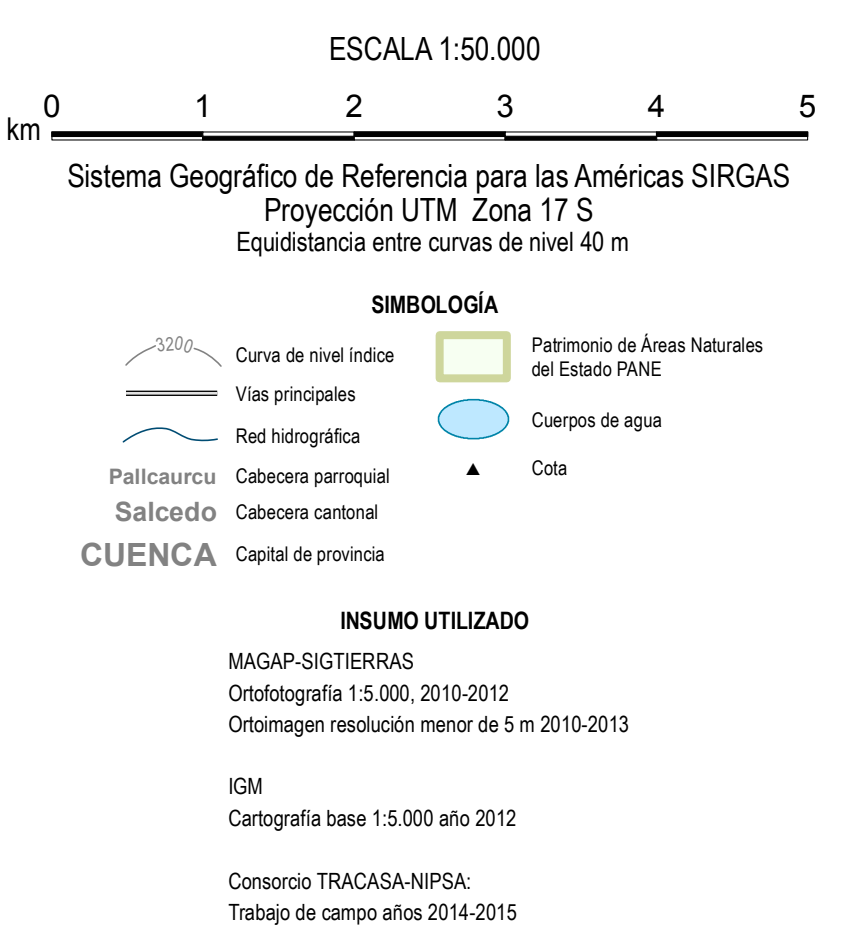 ESCALA 1:50.000
0 1 2 3 4 5
km
Sistema Geográfico de Referencia para las Américas SIRGAS
Proyección UTM Zona 17 S
Equidistancia entre curvas de nivel 40 m
SIMBOLOGÍA
3200 Curva de nivel índice
Vías principales
Red hidrográfica
Pallcaurcu Cabecera parroquial
Salcedo Cabecera cantonal
CUENCA Capital de provincia
Patrimonio de Áreas Naturales
del Estado PANE
Cuerpos de agua
Cota
INSUMO UTILIZADO
MAGAP-SIGTIERRAS
Ortofotografía 1:5.000, 2010-2012
Ortoimagen resolución menor de 5 m 2010-2013
IGM
Cartografía base 1:5.000 año 2012
Consorcio TRACASA-NIPSA:
Trabajo de campo años 2014-2015